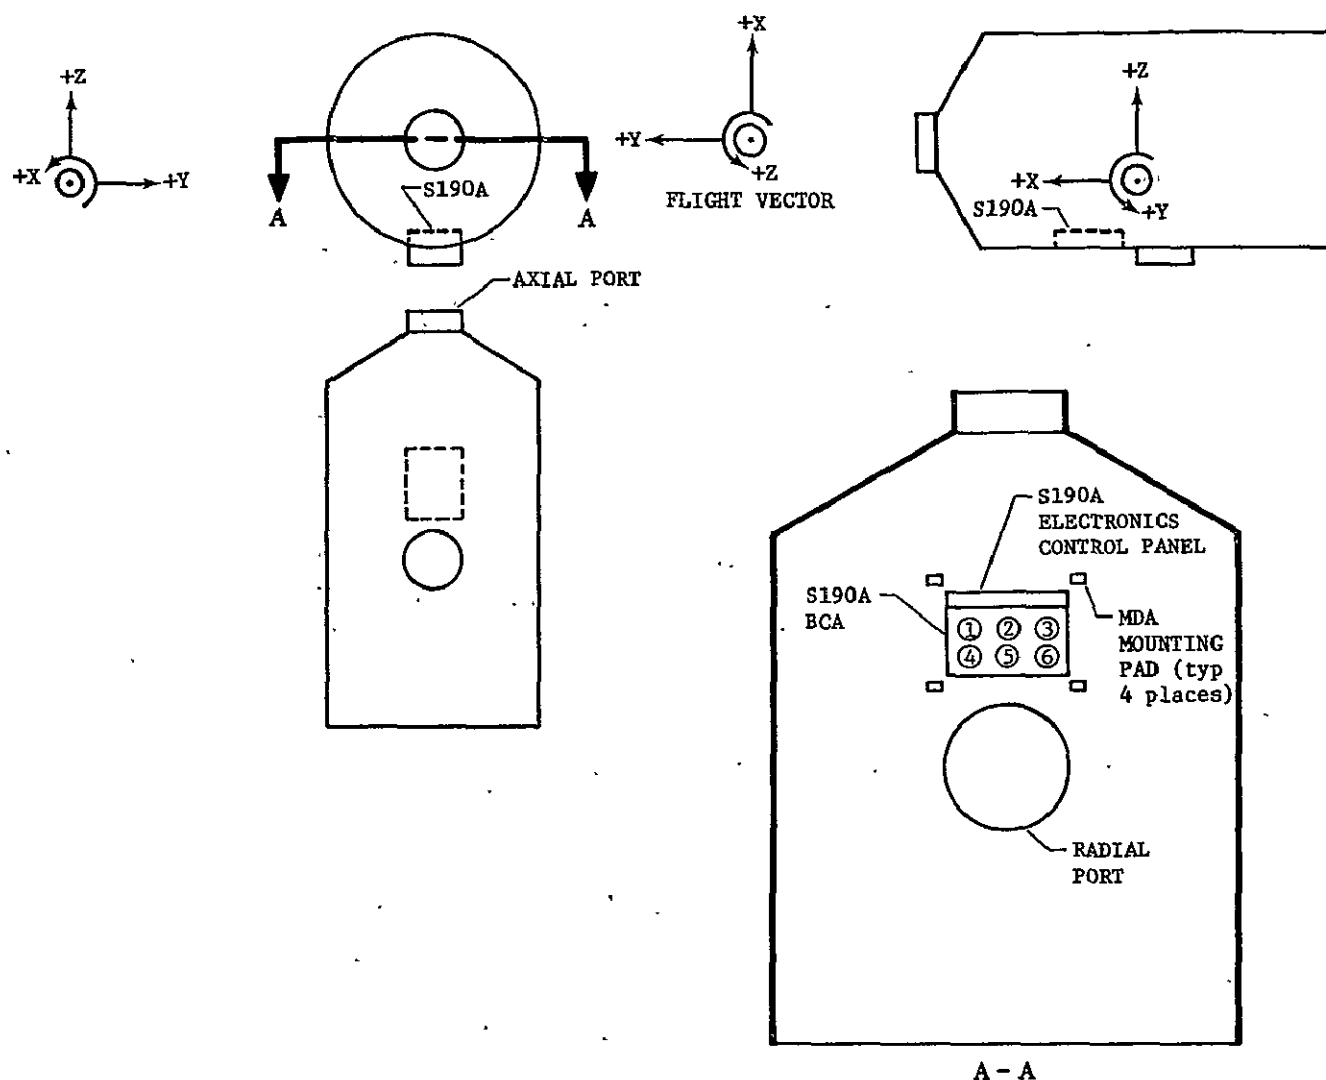 +Z
+X
+Y
A
A
S190A
+X
+Y
+Z
FLIGHT VECTOR
+Z
+X
+Y
S190A
AXIAL PORT
S190A
ELECTRONICS
CONTROL PANEL
S190A
BCA
1 2 3
4 5 6
MDA
MOUNTING
PAD (typ
4 places)
RADIAL
PORT
A - A